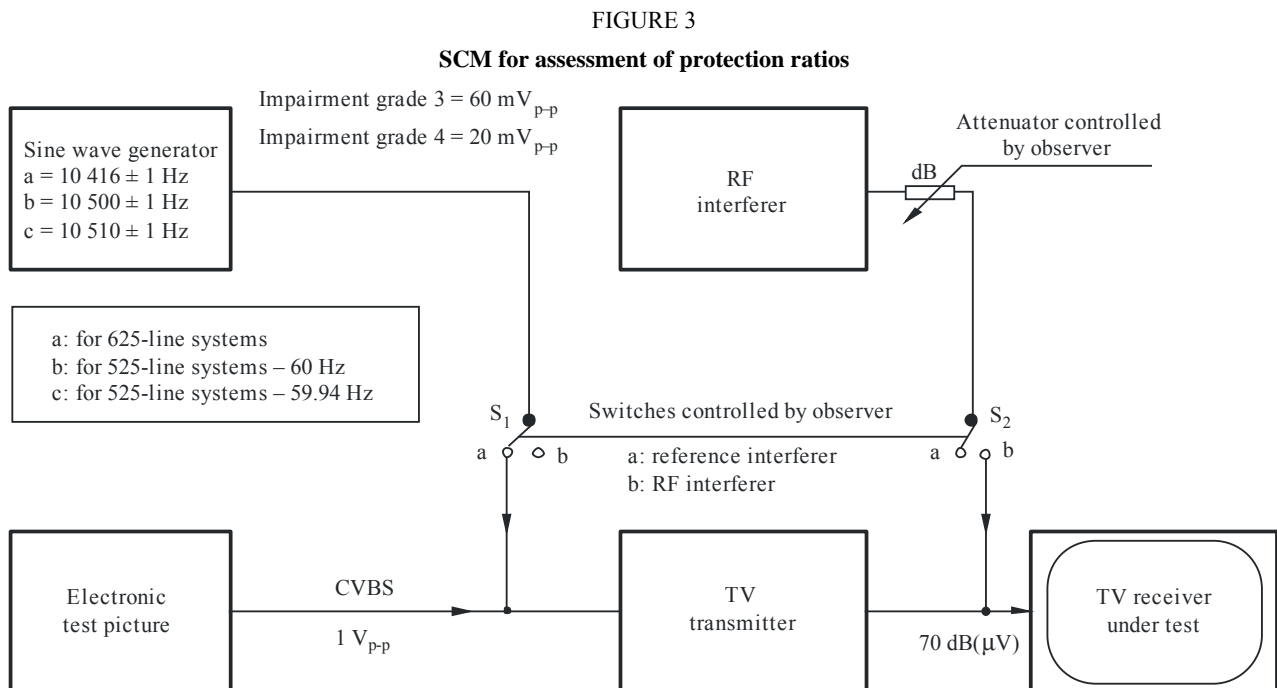 FIGURE 3
SCM for assessment of protection ratios
Impairment grade 3 = 60 mVp–p
Impairment grade 4 = 20 mVp–p
Sine wave generator
a = 10 416 ± 1 Hz
b = 10 500 ± 1 Hz
c = 10 510 ± 1 Hz
RF
interferer
dB
Attenuator controlled
by observer
a: for 625-line systems
b: for 525-line systems – 60 Hz
c: for 525-line systems – 59.94 Hz
S1
a
b
Switches controlled by observer
a: reference interferer
b: RF interferer
S2
a
b
Electronic
test picture
CVBS
1 Vp-p
TV
transmitter
70 dB(µV)
TV receiver
under test